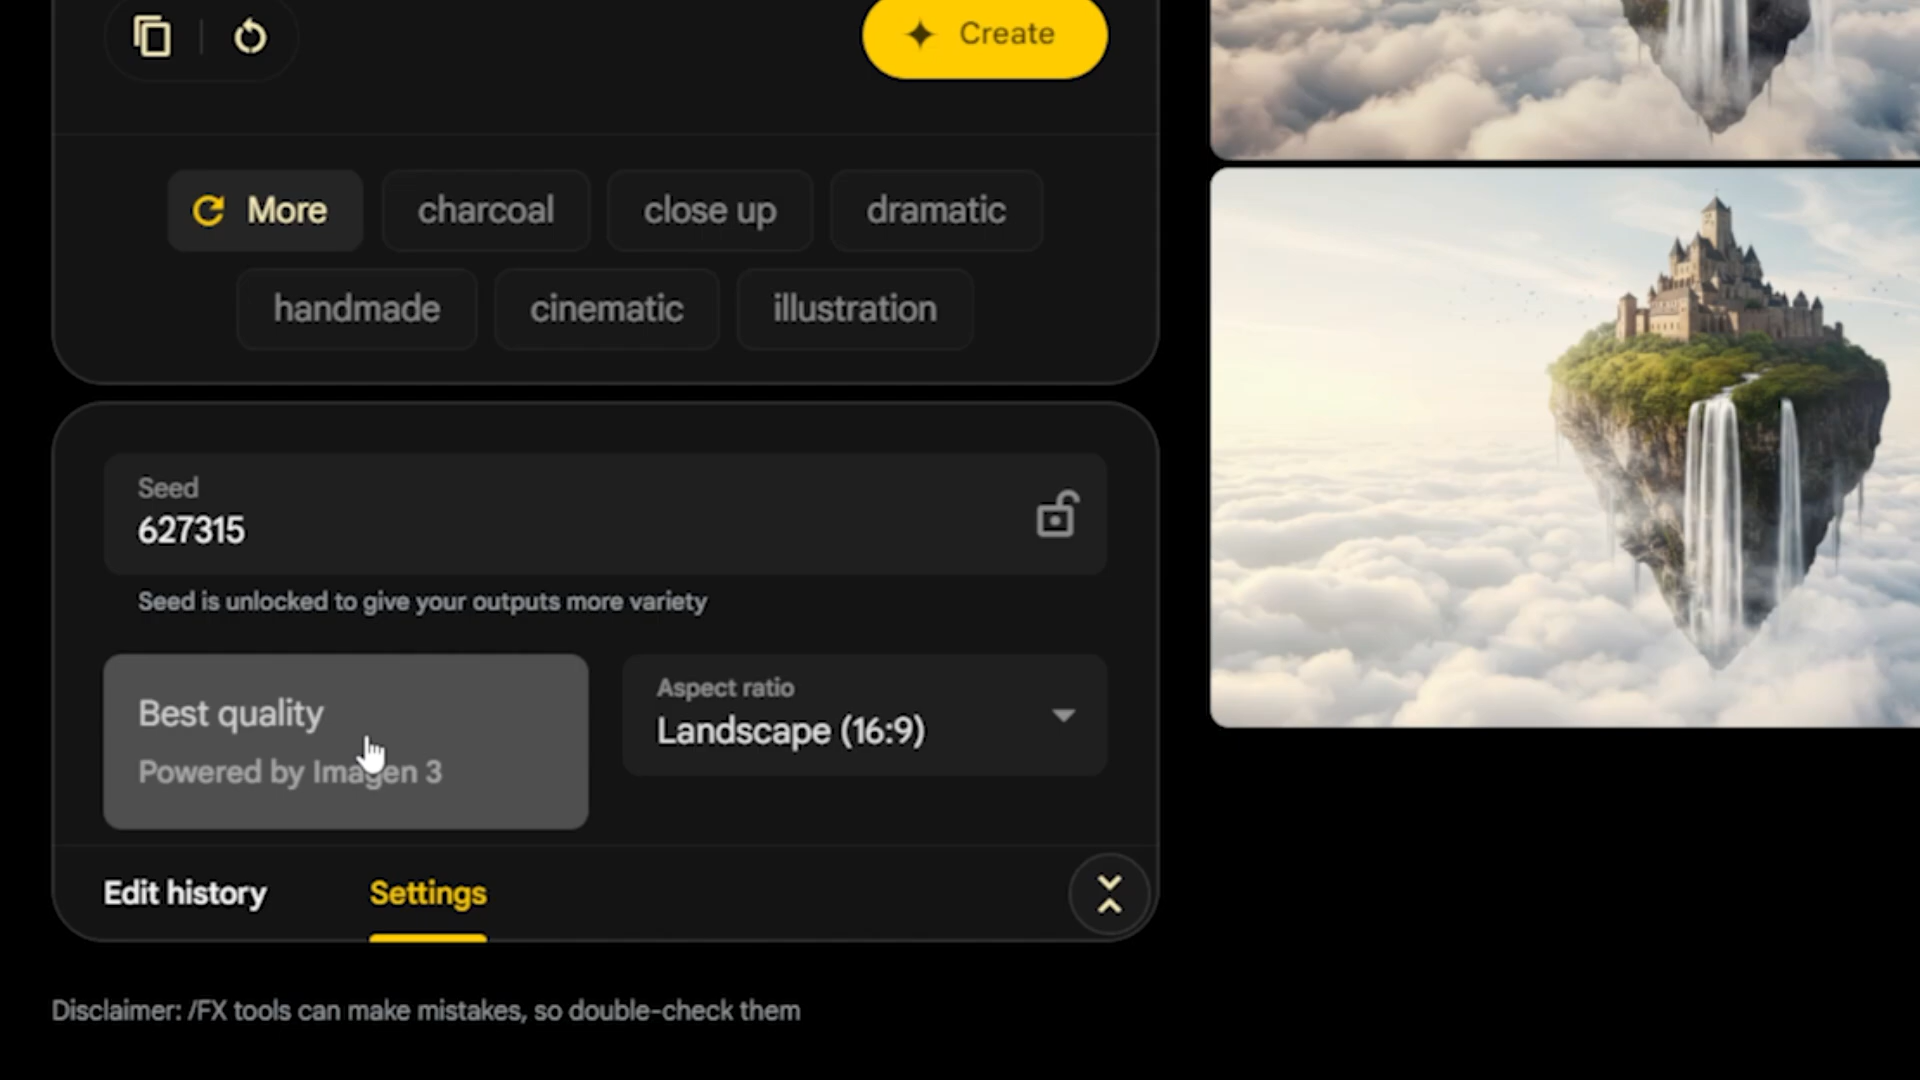 Create
More
charcoal
close up
dramatic
handmade
cinematic
illustration
Seed
627315
Seed is unlocked to give your outputs more variety
Best quality
Powered by Imagen 3
Aspect ratio
Landscape (16:9)
Edit history
Settings
Disclaimer: /FX tools can make mistakes, so double-check them